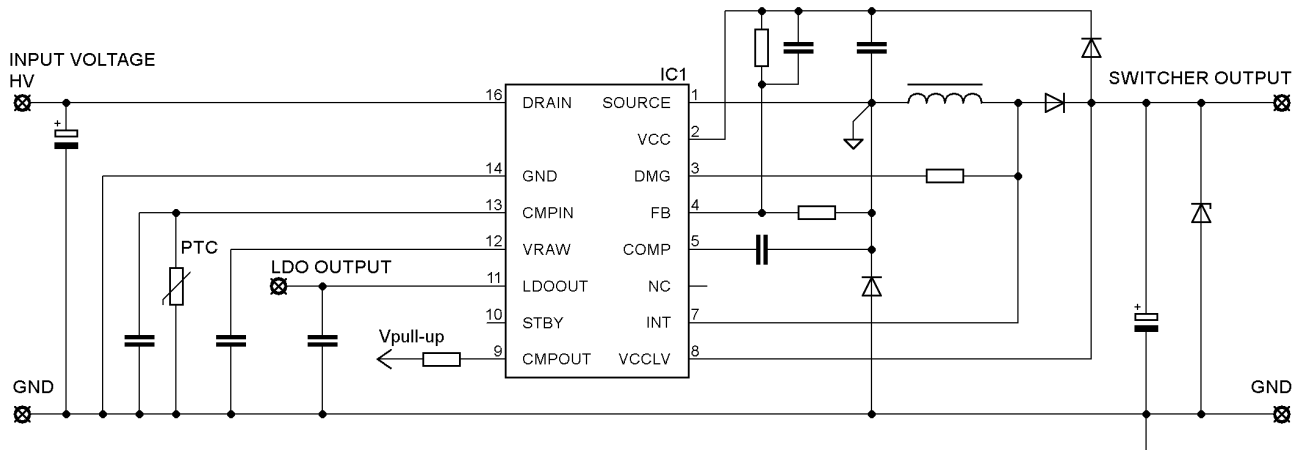 INPUT VOLTAGE
HV
IC1
SWITCHER OUTPUT
16 DRAIN SOURCE 1
VCC 2
14 GND DMG 3
13 CMPIN FB 4
PTC
12 VRAW COMP 5
LDO OUTPUT
11 LDOOUT NC
10 STBY INT 7
Vpull-up
9 CMPOUT VCCLV 8
GND
GND
+
+